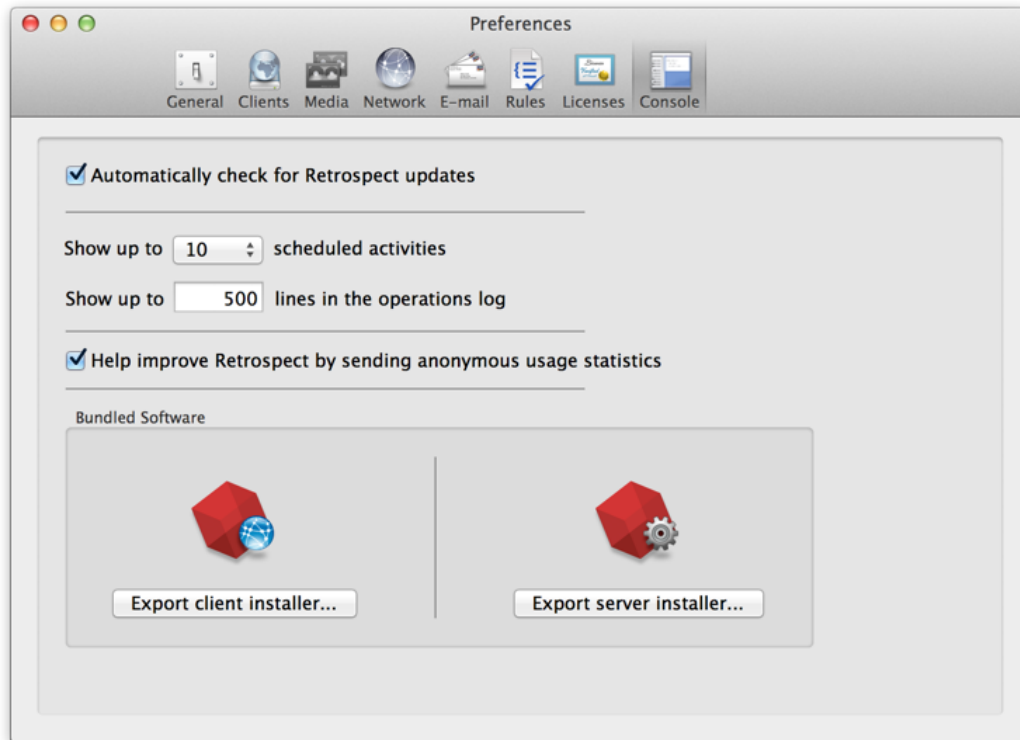 Preferences
General Clients Media Network E-mail Rules Licenses Console
Automatically check for Retrospect updates
Show up to 10 scheduled activities
Show up to 500 lines in the operations log
Help improve Retrospect by sending anonymous usage statistics
Bundled Software
Export client installer... Export server installer...